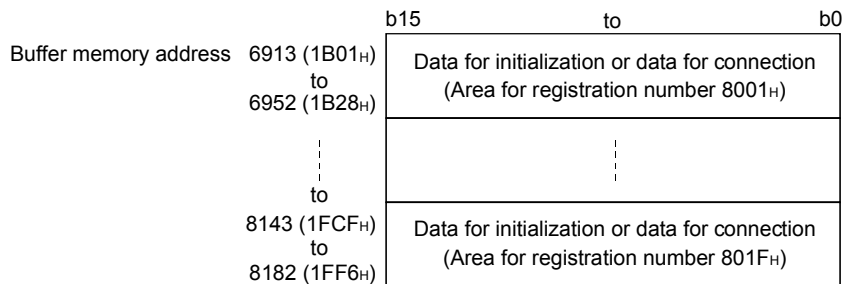 b15 to b0
Buffer memory address 6913 (1B01H)
to
6952 (1B28H)
Data for initialization or data for connection
(Area for registration number 8001H)
to
8143 (1FCFH)
to
8182 (1FF6H)
Data for initialization or data for connection
(Area for registration number 801FH)